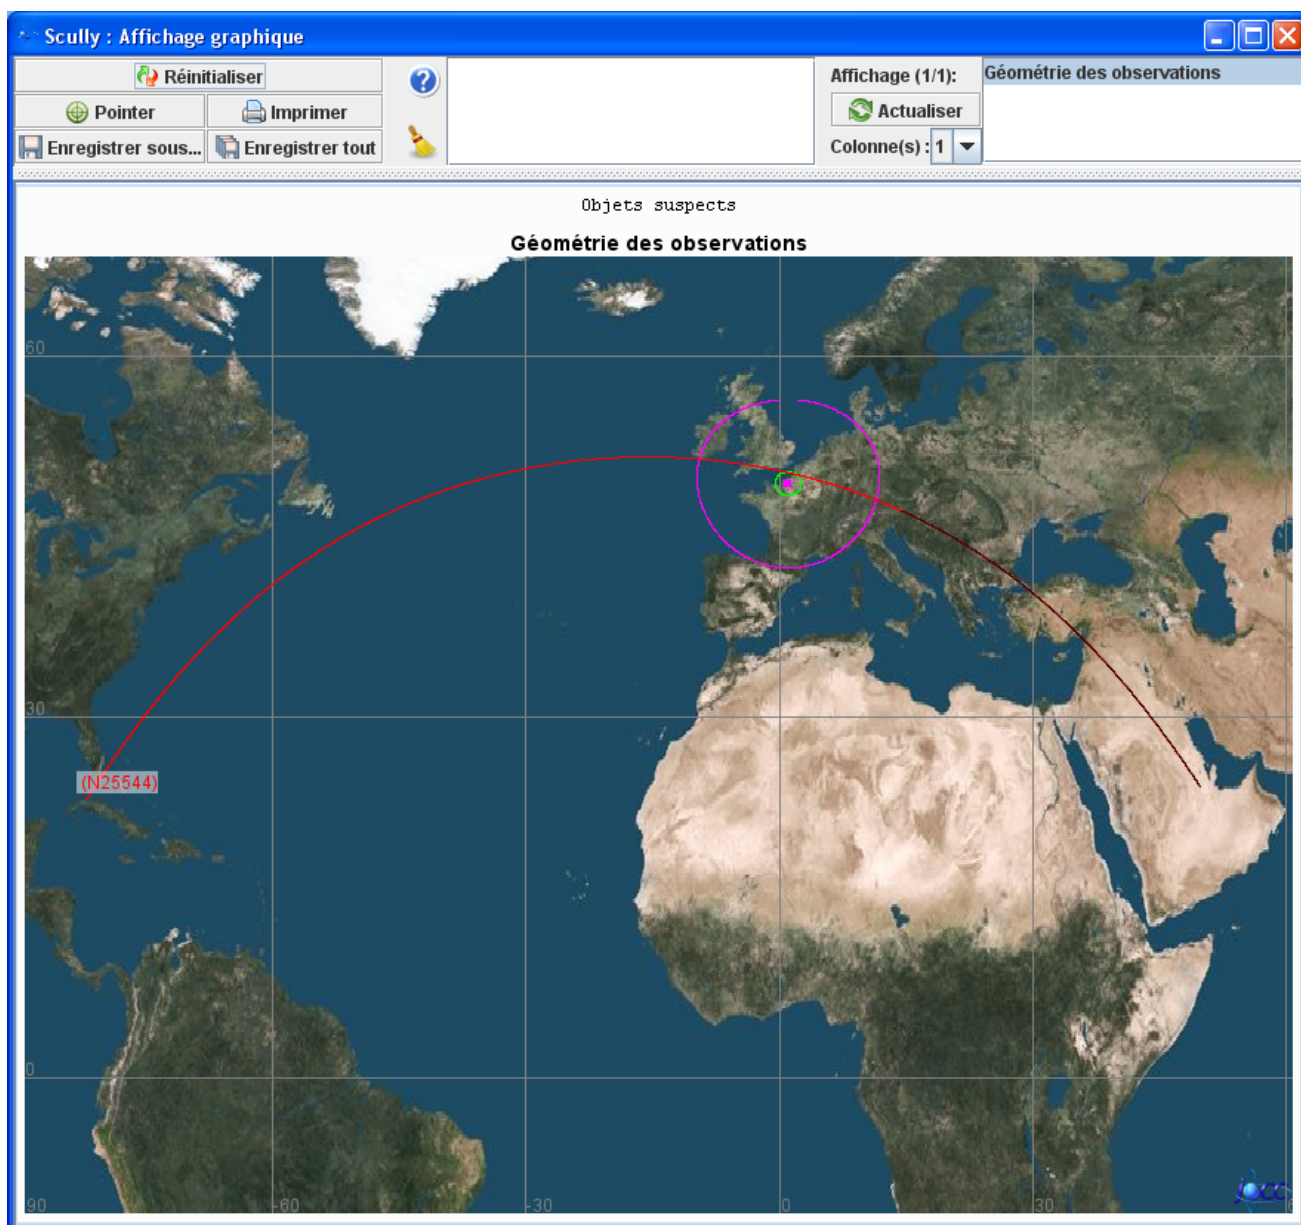 Scully : Affichage graphique
Réinitialiser
Pointer
Imprimer
Enregistrer sous...
Enregistrer tout
Affichage (1/1):
Actualiser
Colonne(s) : 1
Géométrie des observations
Objets suspects
Géométrie des observations
60
30
(N25544)
0
90
-60
-30
0
30